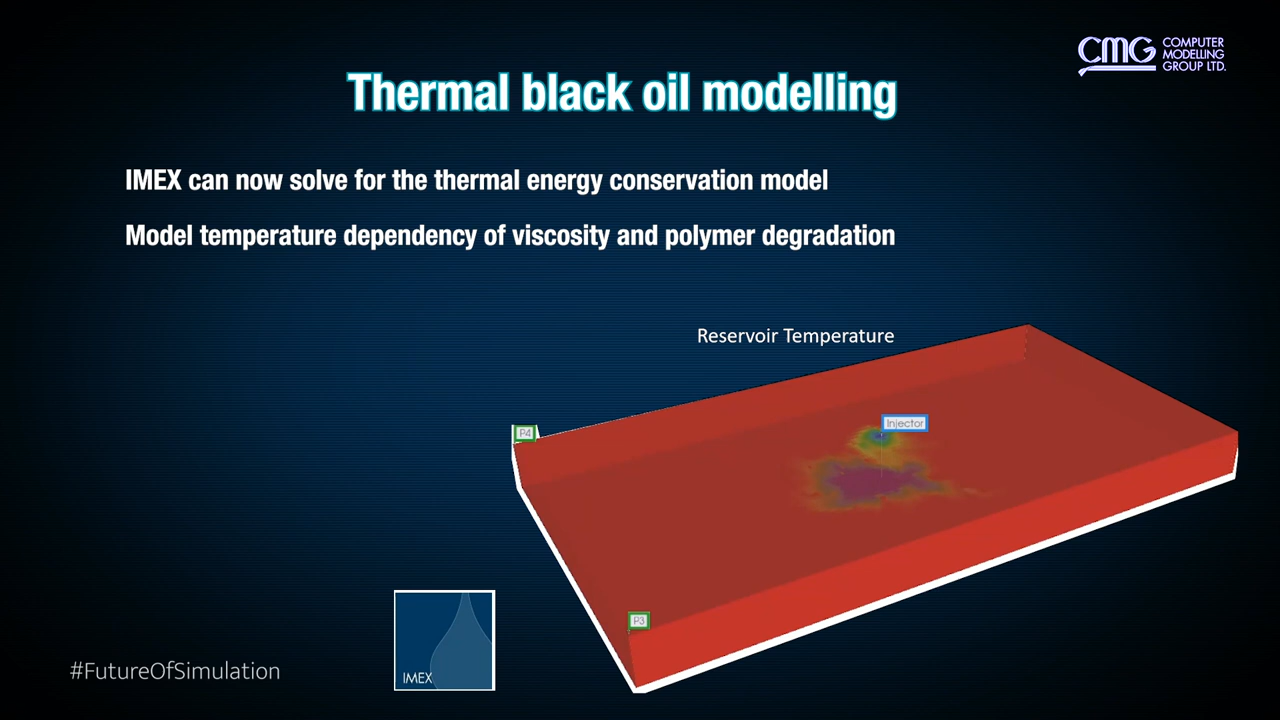 CMG COMPUTER
MODELLING
GROUP LTD.
Thermal black oil modelling
IMEX can now solve for the thermal energy conservation model
Model temperature dependency of viscosity and polymer degradation
Reservoir Temperature
Injector
P4
P3
IMEX
#FutureOfSimulation